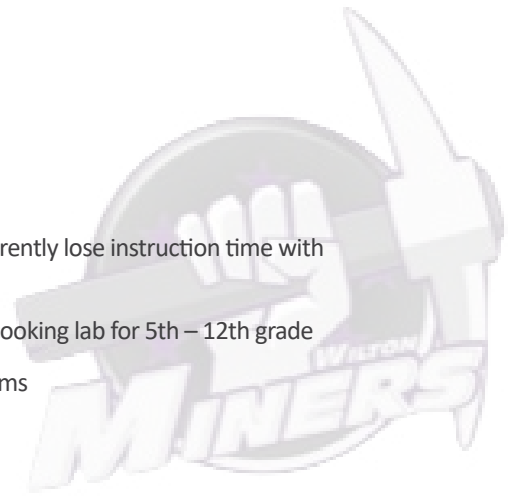 rently lose instruction time with
ooking lab for 5th – 12th grade
ms
WILTON
MINERS